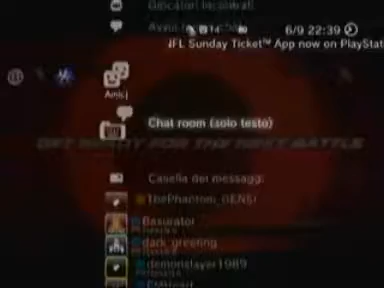 Giocatori incontrati
6/9 22:39
NFL Sunday Ticket™ App now on PlayStat
Amici
Chat room (solo testo)
GET READY FOR THE NEXT BATTLE
Casella dei messaggi
ThePhantom_GENSI
Basurator
dark_greeting
demonslayer1989